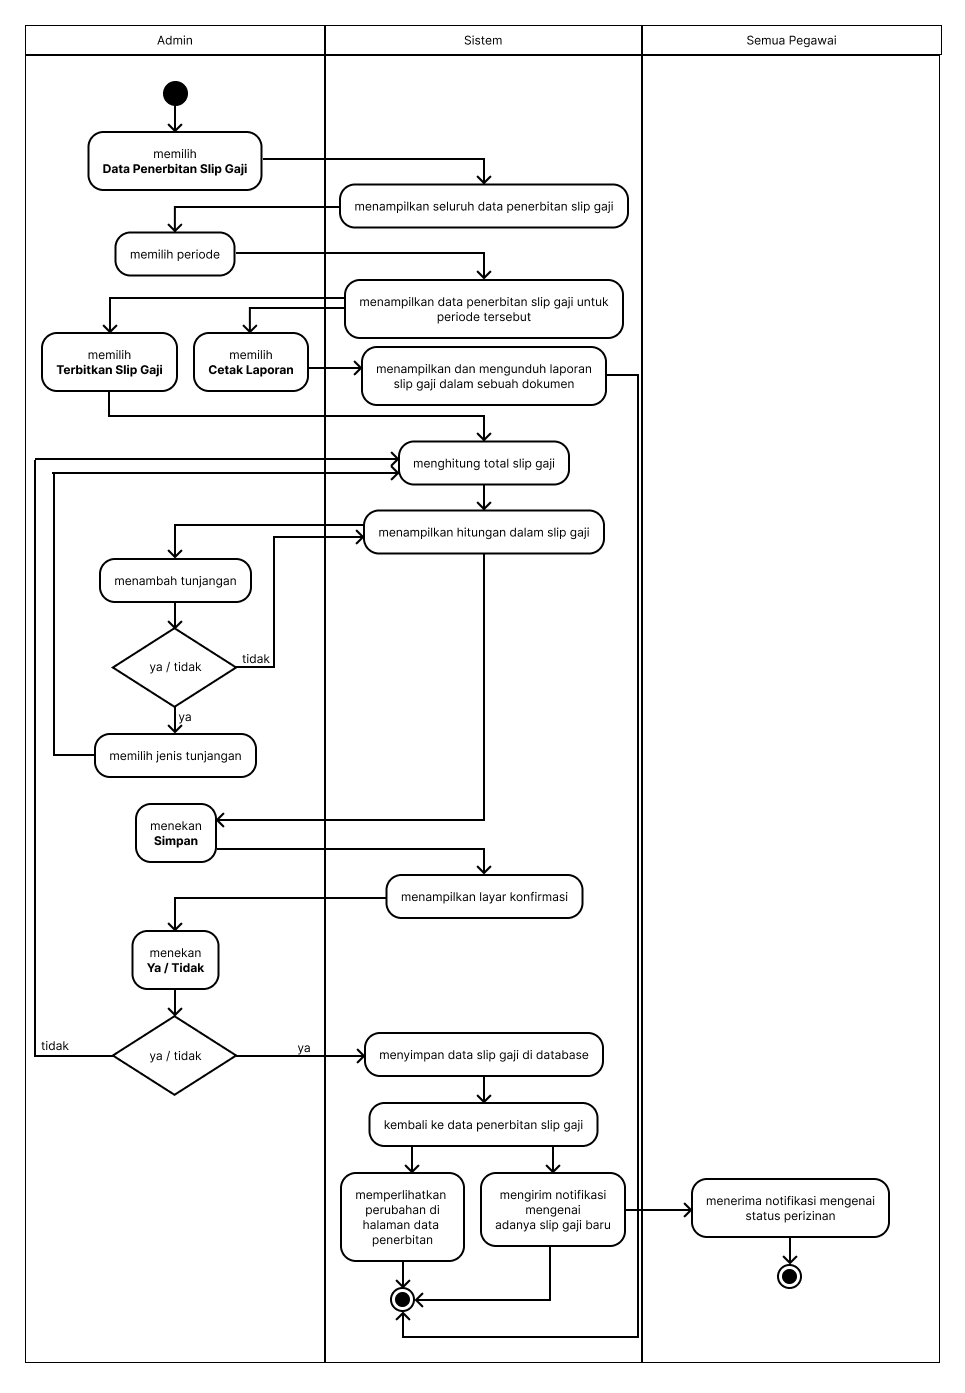 Admin
Sistem
Semua Pegawai
memilih
Data Penerbitan Slip Gaji
menampilkan seluruh data penerbitan slip gaji
memilih periode
menampilkan data penerbitan slip gaji untuk
periode tersebut
memilih
Terbitkan Slip Gaji
memilih
Cetak Laporan
menampilkan dan mengunduh laporan
slip gaji dalam sebuah dokumen
menghitung total slip gaji
menampilkan hitungan dalam slip gaji
menambah tunjangan
ya / tidak
tidak
ya
memilih jenis tunjangan
menekan
Simpan
menampilkan layar konfirmasi
menekan
Ya / Tidak
tidak
ya / tidak
ya
menyimpan data slip gaji di database
kembali ke data penerbitan slip gaji
memperlihatkan
perubahan di
halaman data
penerbitan
mengirim notifikasi
mengenai
adanya slip gaji baru
menerima notifikasi mengenai
status perizinan